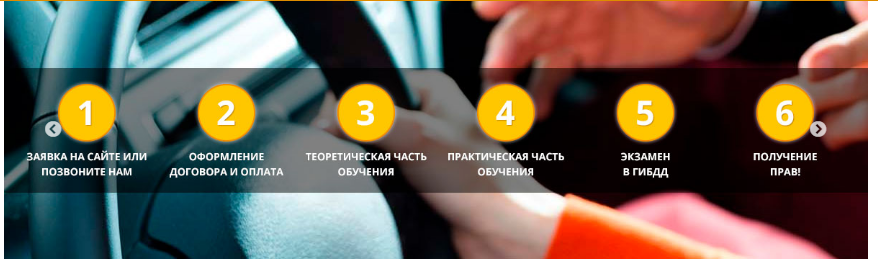 1
ЗАЯВКА НА САЙТЕ ИЛИ
ПОЗВОНИТЕ НАМ
2
ОФОРМЛЕНИЕ
ДОГОВОРА И ОПЛАТА
3
ТЕОРЕТИЧЕСКАЯ ЧАСТЬ
ОБУЧЕНИЯ
4
ПРАКТИЧЕСКАЯ ЧАСТЬ
ОБУЧЕНИЯ
5
ЭКЗАМЕН
В ГИБДД
6
ПОЛУЧЕНИЕ
ПРАВ!